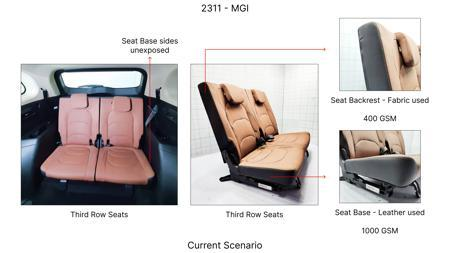 2311 - MGI
Seat Base sides
unexposed
Seat Backrest - Fabric used
400 GSM
Third Row Seats
Third Row Seats
Seat Base - Leather used
1000 GSM
Current Scenario